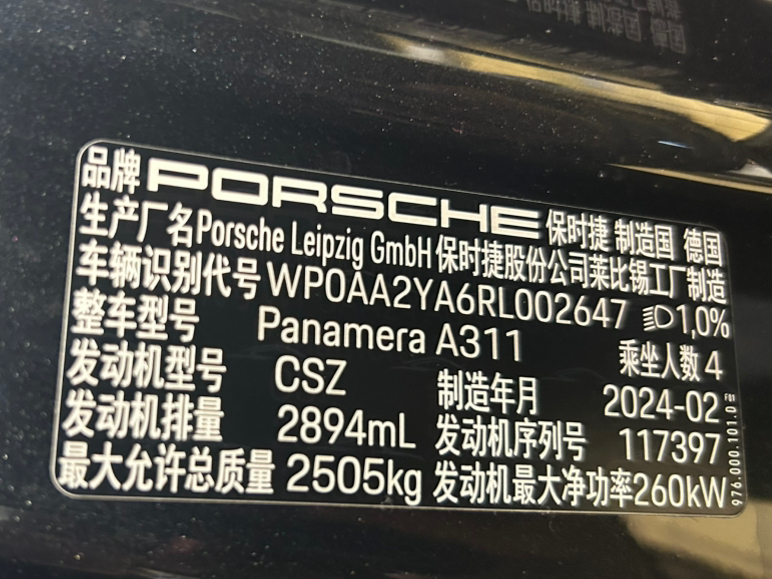 品牌 PORSCHE 保时捷 制造国 德国
生产厂名 Porsche Leipzig GmbH 保时捷股份公司莱比锡工厂制造
车辆识别代号 WP0AA2YA6RL002647 1,0%
整车型号 Panamera A311 乘坐人数 4
发动机型号 CSZ 制造年月 2024-02
发动机排量 2894mL 发动机序列号 117397
最大允许总质量 2505kg 发动机最大净功率 260kW
976.000.101.0